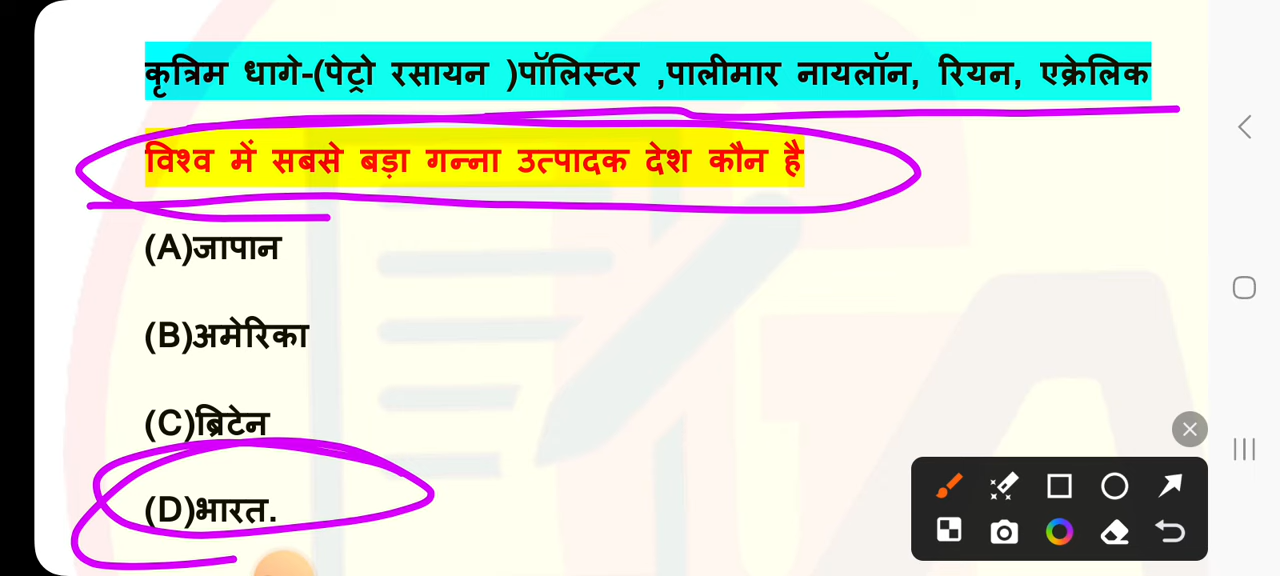 कृत्रिम धागे-(पेट्रो रसायन )पॉलिस्टर ,पालीमार नायलॉन, रियन, एक्रेलिक
विश्व में सबसे बड़ा गन्ना उत्पादक देश कौन है
(A)जापान
(B)अमेरिका
(C)ब्रिटेन
(D)भारत.